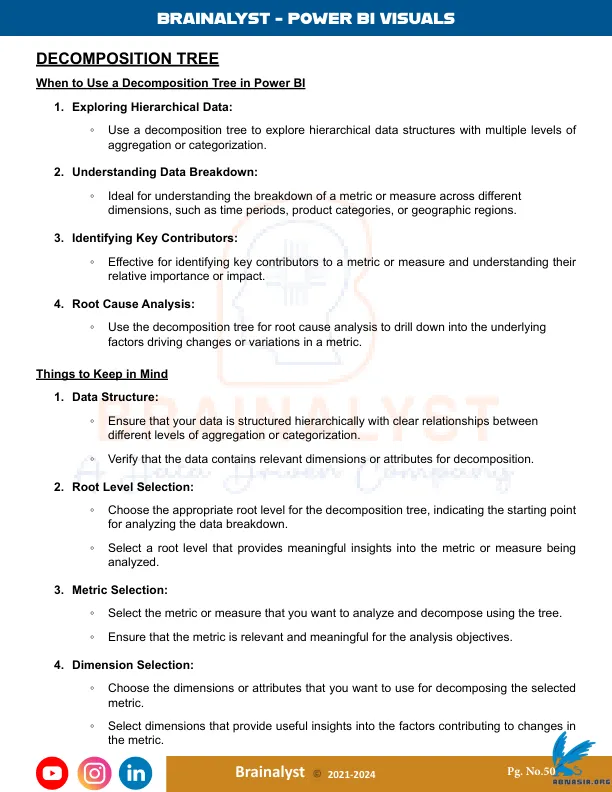 BRAINALYST - POWER BI VISUALS
DECOMPOSITION TREE
When to Use a Decomposition Tree in Power BI
1. Exploring Hierarchical Data:
◦ Use a decomposition tree to explore hierarchical data structures with multiple levels of
aggregation or categorization.
2. Understanding Data Breakdown:
◦ Ideal for understanding the breakdown of a metric or measure across different
dimensions, such as time periods, product categories, or geographic regions.
3. Identifying Key Contributors:
◦ Effective for identifying key contributors to a metric or measure and understanding their
relative importance or impact.
4. Root Cause Analysis:
◦ Use the decomposition tree for root cause analysis to drill down into the underlying
factors driving changes or variations in a metric.
Things to Keep in Mind
1. Data Structure:
◦ Ensure that your data is structured hierarchically with clear relationships between
different levels of aggregation or categorization.
BRAINALYST
◦ Verify that the data contains relevant dimensions or attributes for decomposition.
A Data Driven Company
2. Root Level Selection:
◦ Choose the appropriate root level for the decomposition tree, indicating the starting point
for analyzing the data breakdown.
◦ Select a root level that provides meaningful insights into the metric or measure being
analyzed.
3. Metric Selection:
◦ Select the metric or measure that you want to analyze and decompose using the tree.
◦ Ensure that the metric is relevant and meaningful for the analysis objectives.
4. Dimension Selection:
◦ Choose the dimensions or attributes that you want to use for decomposing the selected
metric.
◦ Select dimensions that provide useful insights into the factors contributing to changes in
the metric.
in
Brainalyst © 2021-2024
Pg. No.50
ABNASIA.ORG